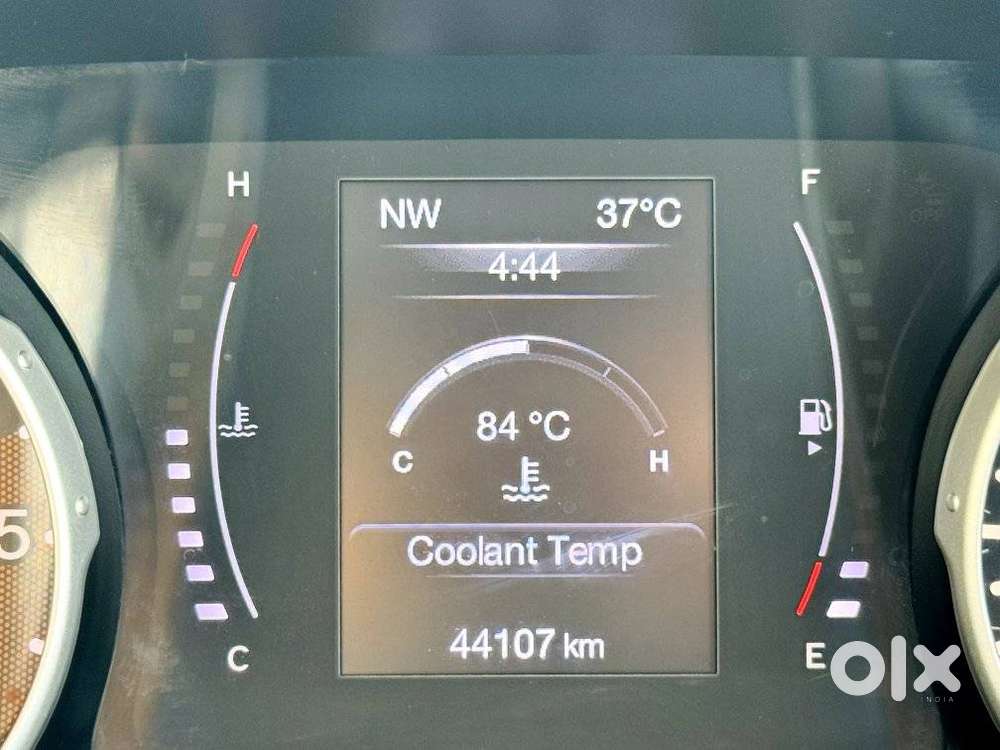 H
F
NW 37°C
4:44
84 °C
C H
Coolant Temp
44107 km
C
E
5
olx
INDIA